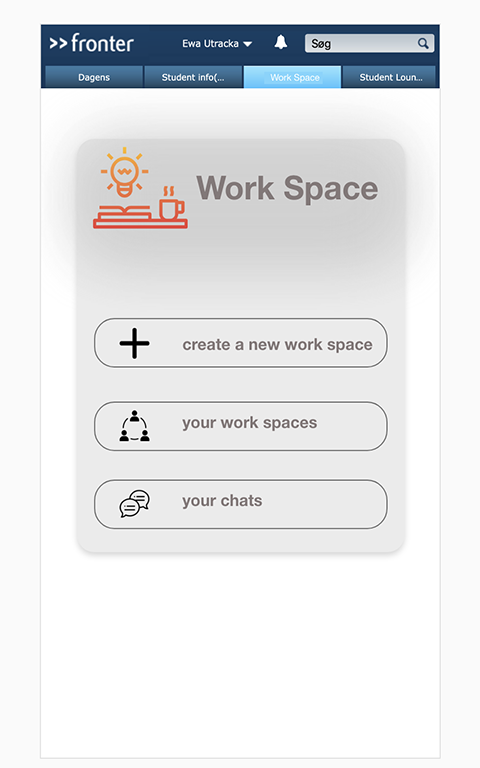 >>fronter
Ewa Utracka
Søg
Dagens
Student info(...
Work Space
Student Loun...
Work Space
create a new work space
your work spaces
your chats